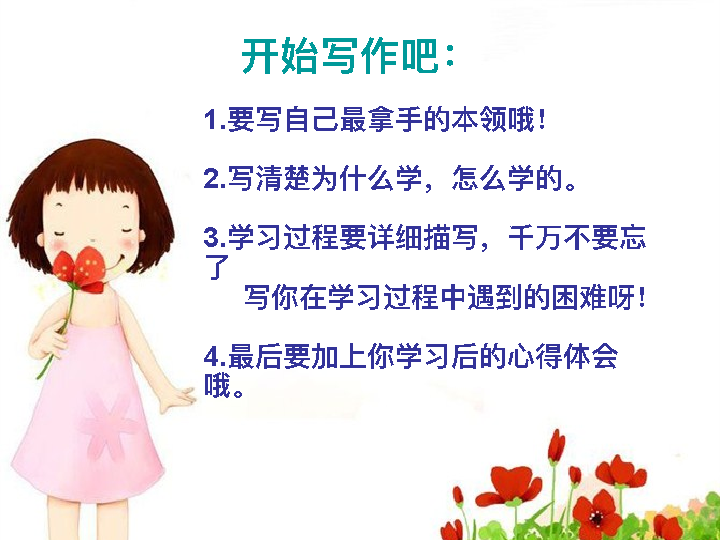 开始写作吧：
1.要写自己最拿手的本领哦！
2.写清楚为什么学，怎么学的。
3.学习过程要详细描写，千万不要忘
了
写你在学习过程中遇到的困难呀！
4.最后要加上你学习后的心得体会
哦。